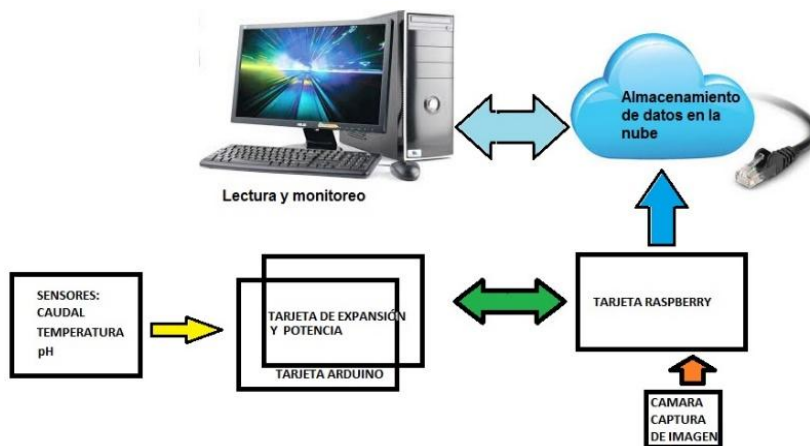 Almacenamiento
de datos en la
nube
Lectura y monitoreo
SENSORES:
CAUDAL
TEMPERATURA
pH
TARJETA DE EXPANSIÓN
Y POTENCIA
TARJETA ARDUINO
TARJETA RASPBERRY
CAMARA
CAPTURA
DE IMAGEN